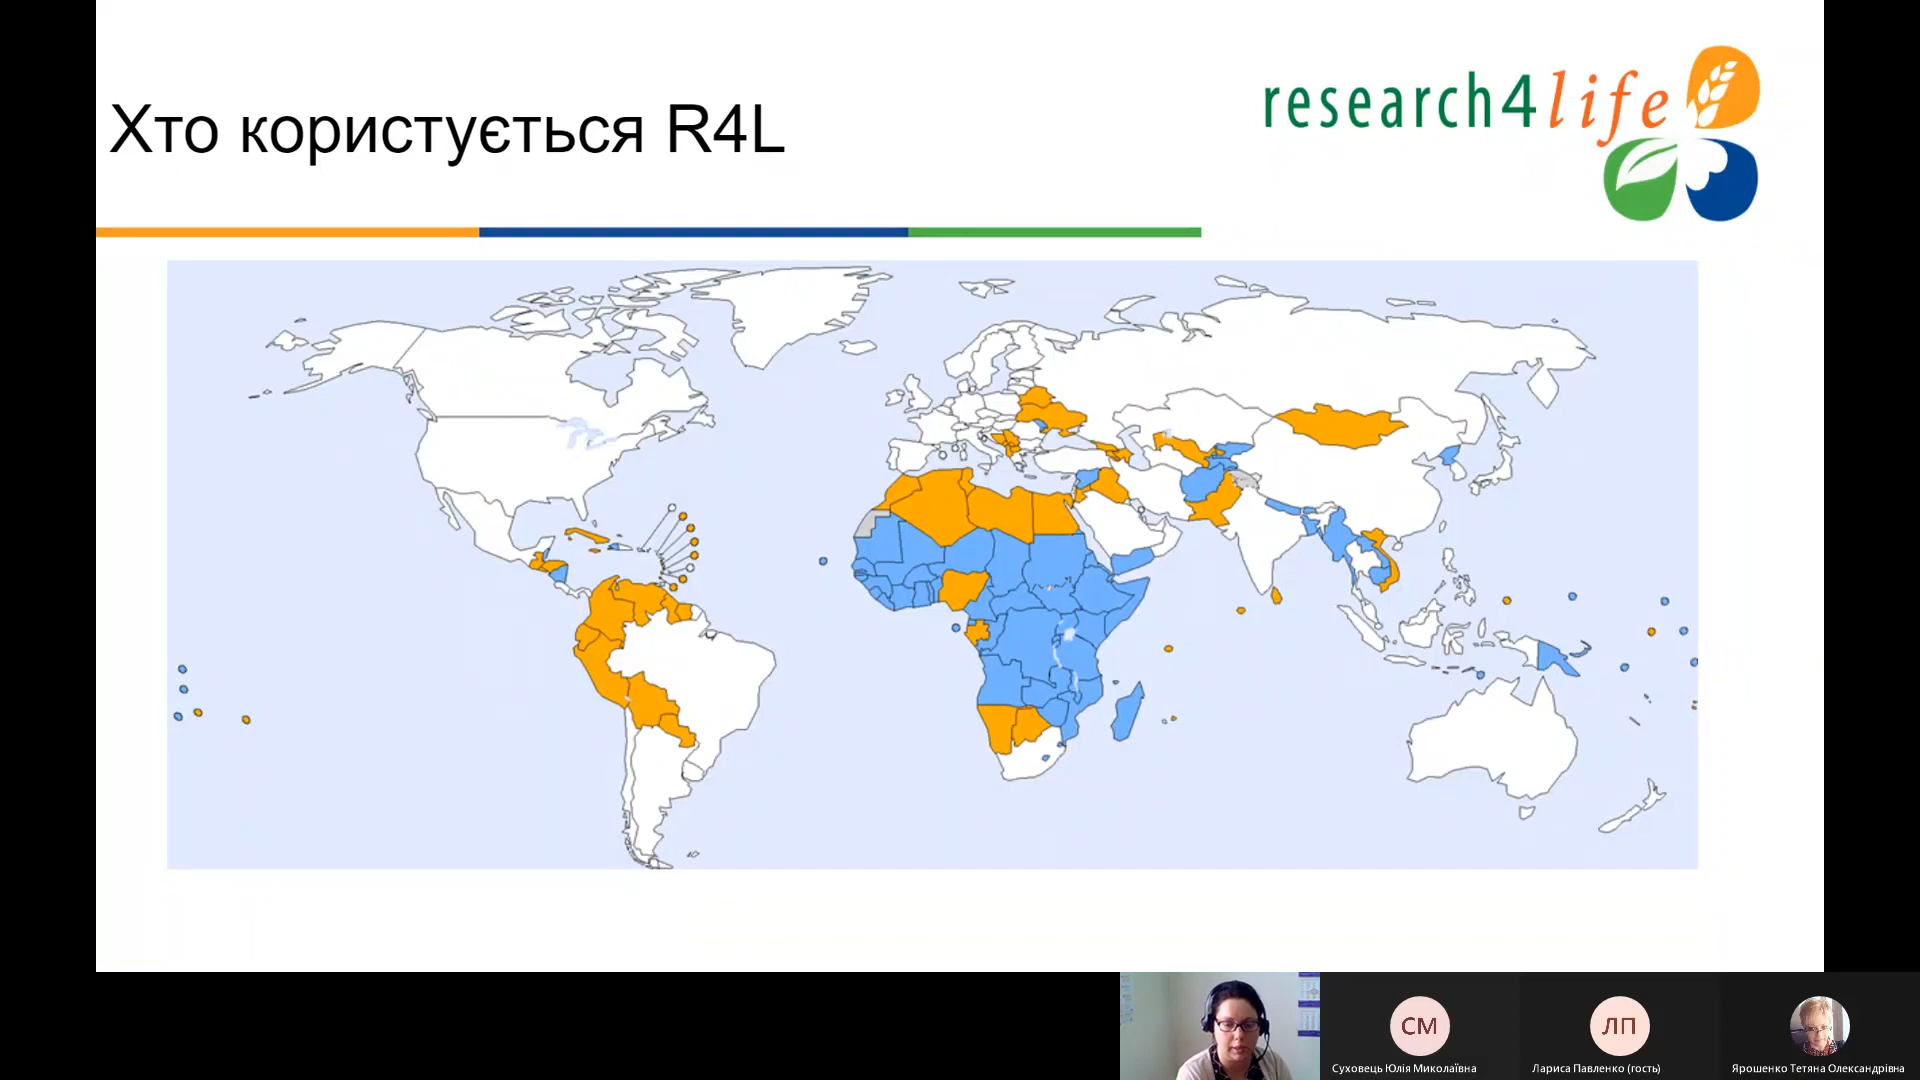 Хто користується R4L
research4life
СМ
ЛП
Суховець Юлія Миколаївна
Лариса Павленко (гость)
Ярошенко Тетяна Олександрівна